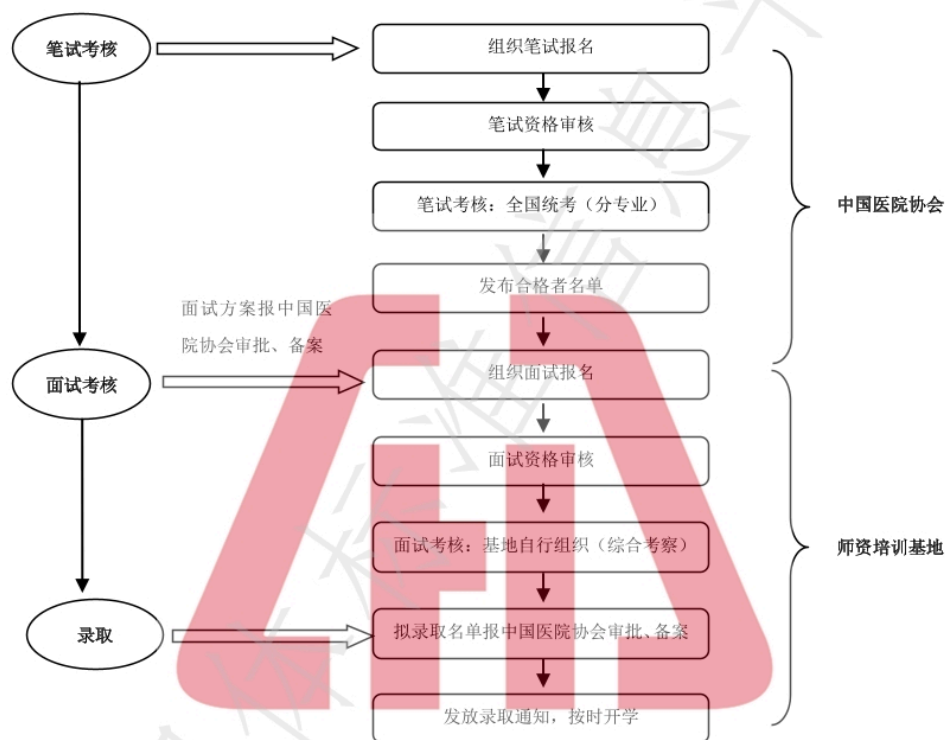 笔试考核
组织笔试报名
笔试资格审核
笔试考核：全国统考（分专业）
中国医院协会
发布合格者名单
面试方案报中国医
院协会审批、备案
面试考核
组织面试报名
面试资格审核
面试考核：基地自行组织（综合考察）
师资培训基地
录取
拟录取名单报中国医院协会审批、备案
发放录取通知，按时开学